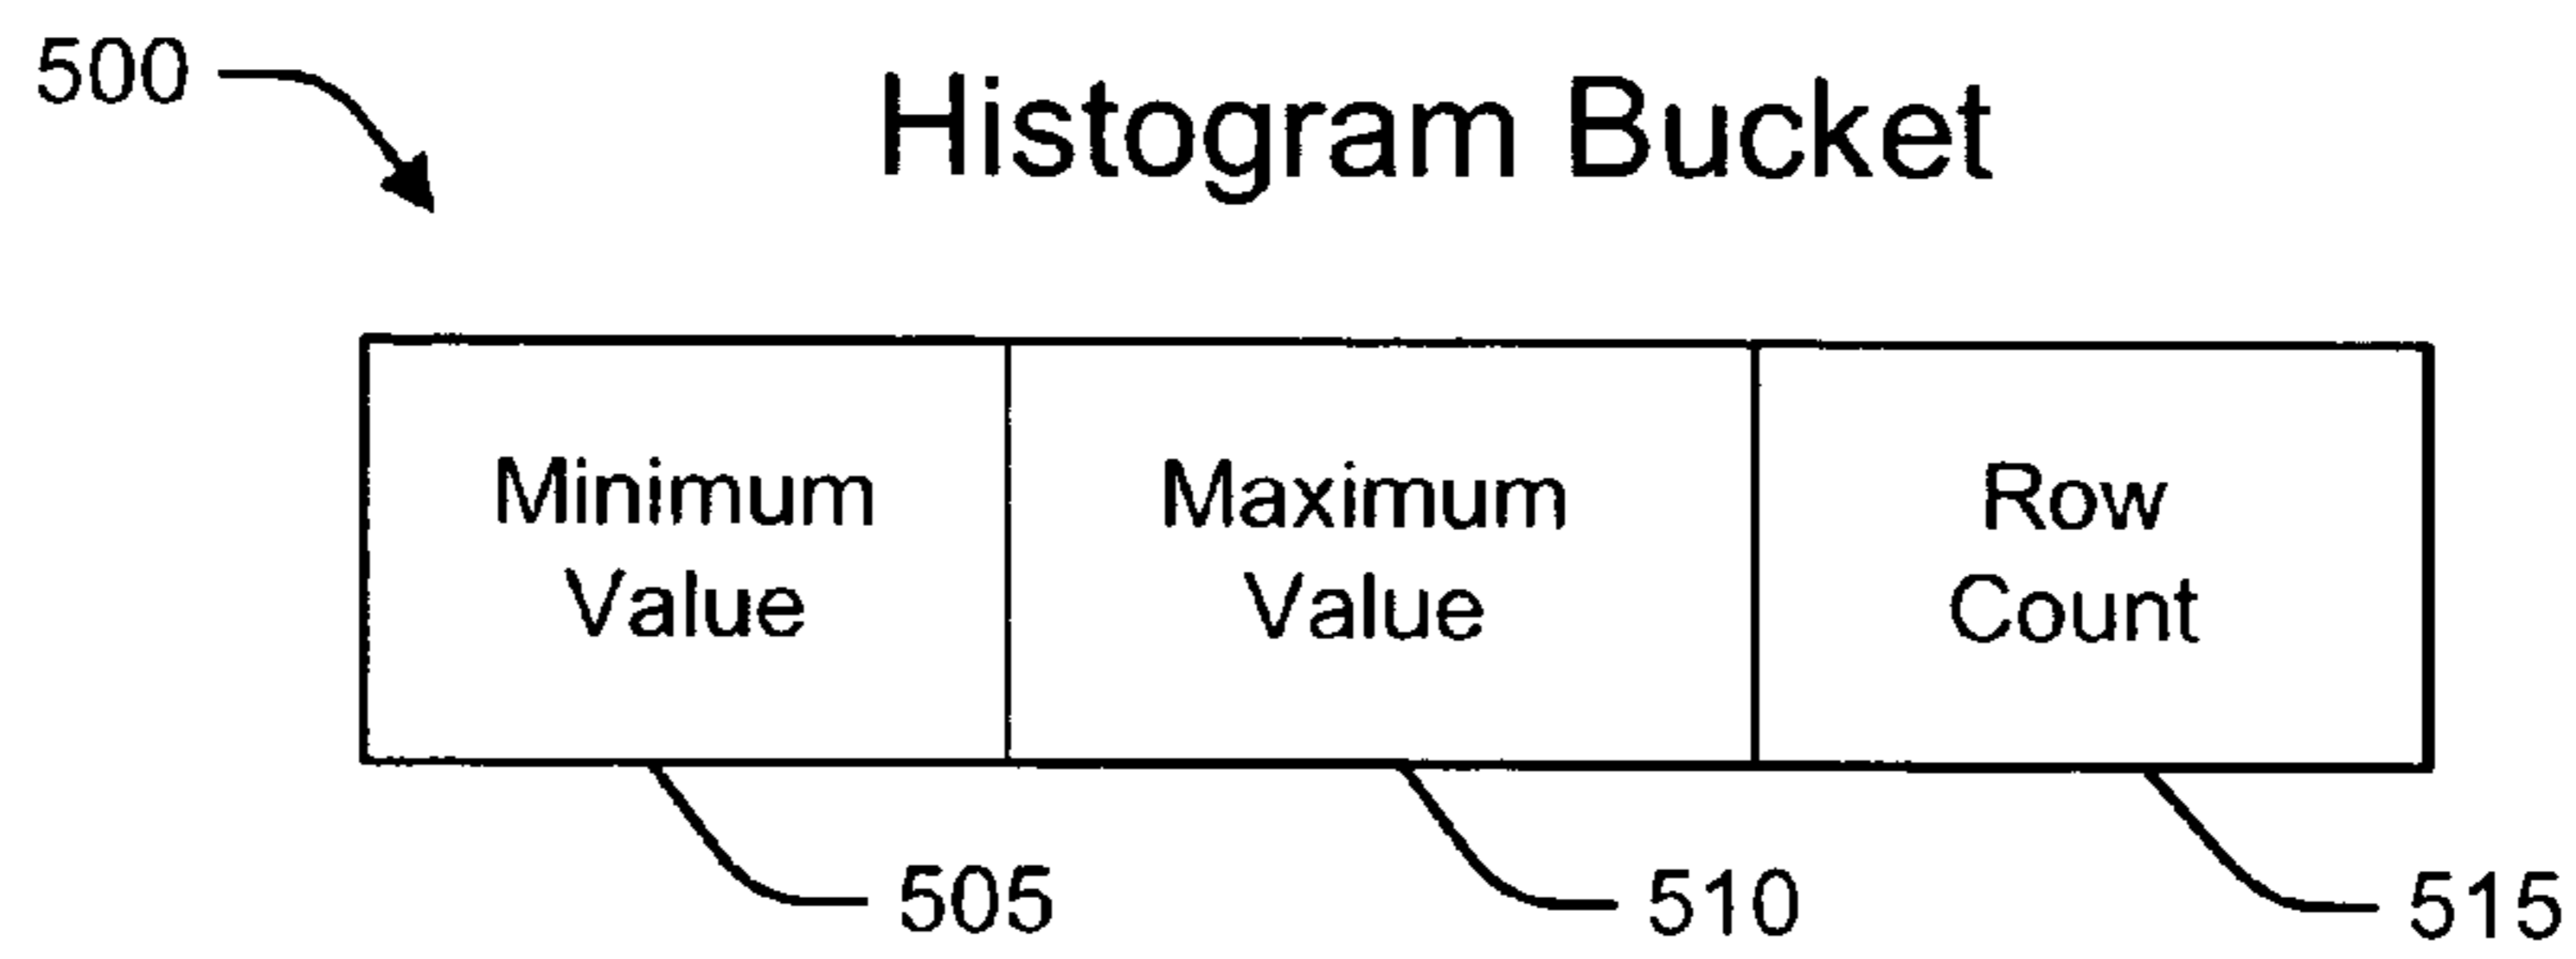 500
Histogram Bucket
Minimum
Value
Maximum
Value
Row
Count
505
510
515